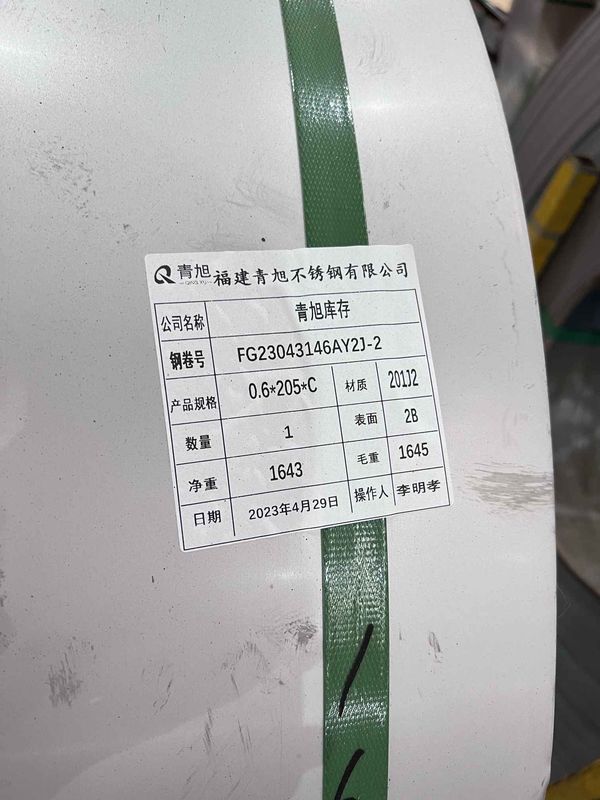 青旭 福建青旭不锈钢有限公司
QING XU
公司名称 青旭库存
钢卷号 FG23043146AY2J-2
产品规格 0.6*205*C 材质 201J2
数量 1 表面 2B
净重 1643 毛重 1645
日期 2023年4月29日 操作人 李明孝